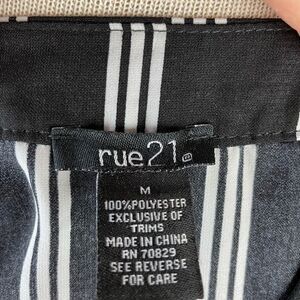 rue21®
M
100%POLYESTER
EXCLUSIVE OF
TRIMS
MADE IN CHINA
RN 70829
SEE REVERSE
FOR CARE